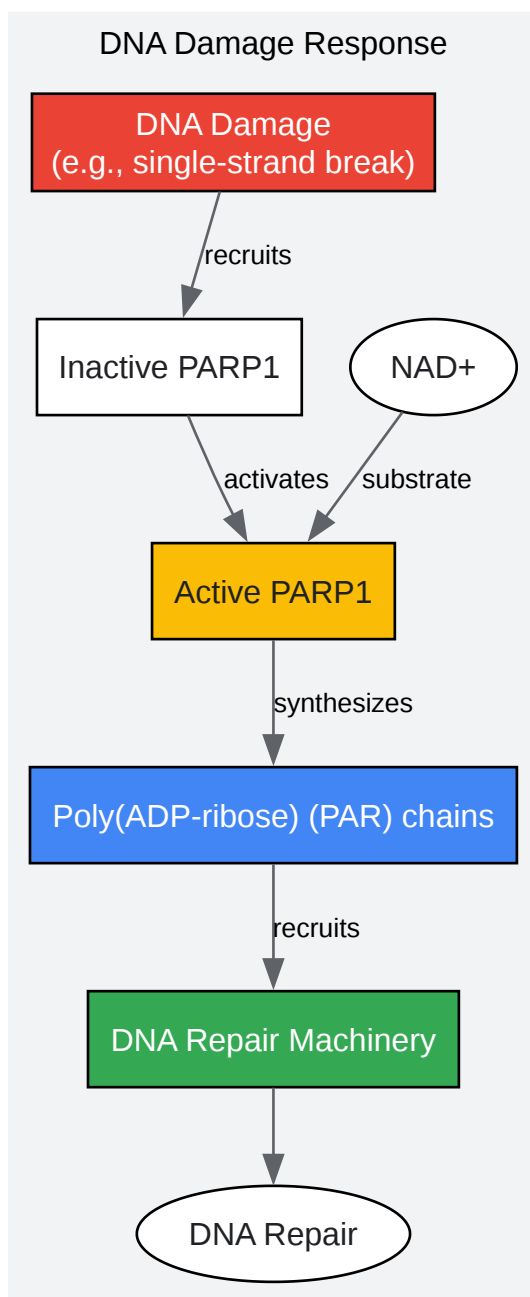 DNA Damage Response
DNA Damage
(e.g., single-strand break)
recruits
Inactive PARP1
NAD+
activates
substrate
Active PARP1
synthesizes
Poly(ADP-ribose) (PAR) chains
recruits
DNA Repair Machinery
DNA Repair